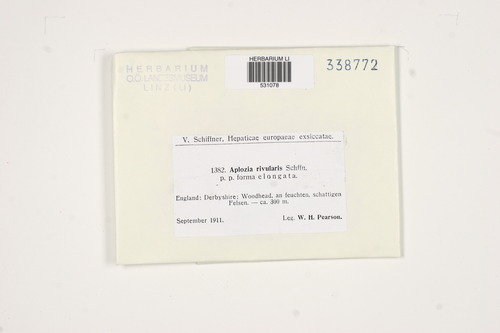 HERBARIUM
O.Ö. LANDESMUSEUM
LINZ (LI)
HERBARIUM LI
531078
338772
V. Schiffner, Hepaticae europaeae exsiccatae.
1382. Aplozia rivularis Schffn.
p. p. forma elongata.
England: Derbyshire; Woodhead, an feuchten, schattigen
Felsen. — ca. 300 m.
September 1911.
Leg. W. H. Pearson.